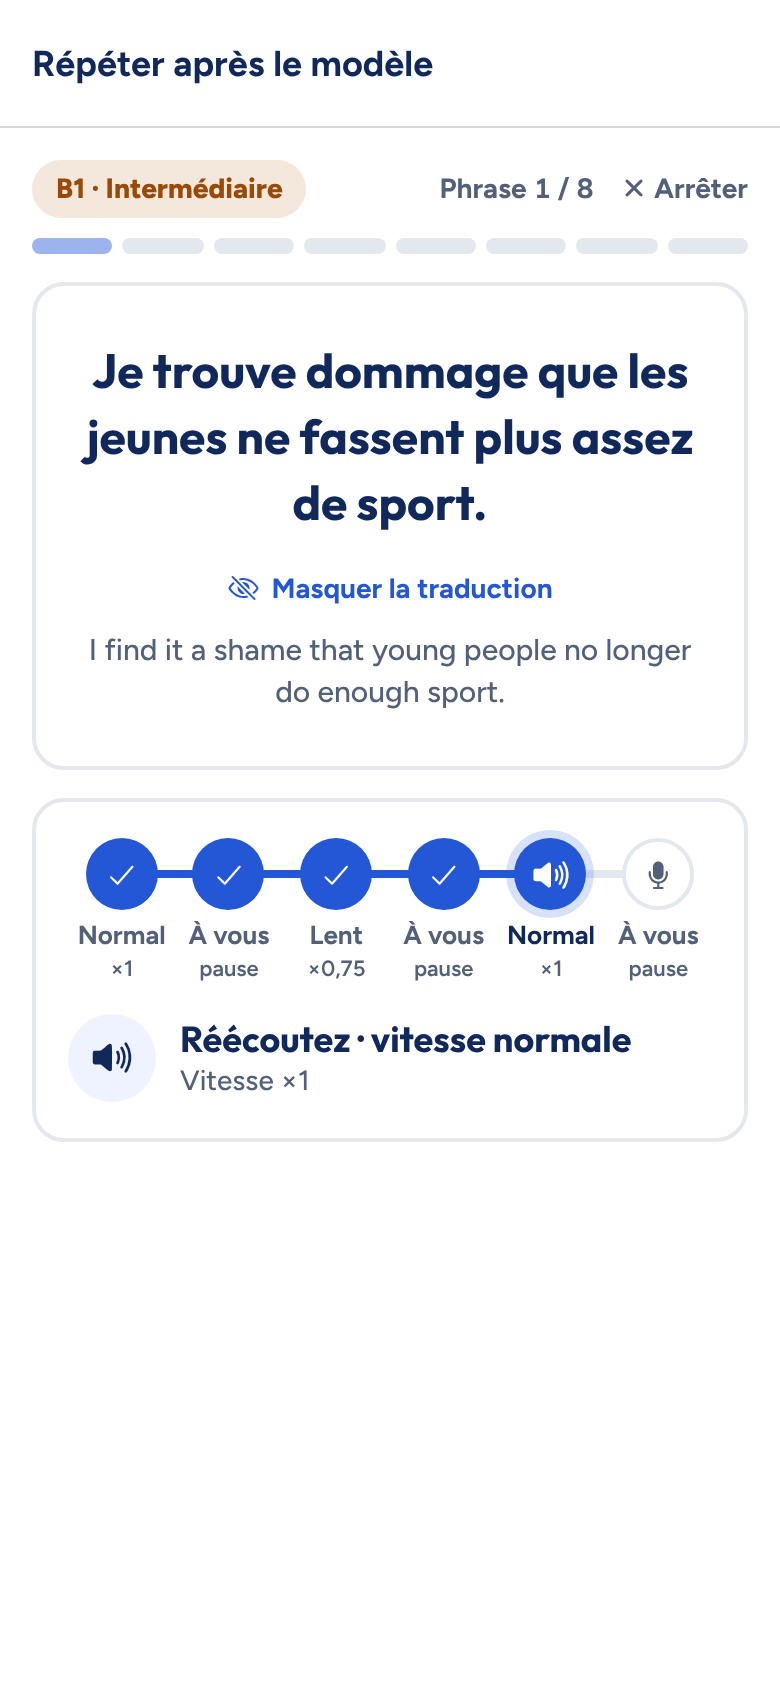 Répéter après le modèle
B1 · Intermédiaire
Phrase 1 / 8
Arrêter
Je trouve dommage que les
jeunes ne fassent plus assez
de sport.
Masquer la traduction
I find it a shame that young people no longer
do enough sport.
Normal À vous Lent À vous Normal À vous
×1 pause ×0,75 pause ×1 pause
Réécoutez · vitesse normale
Vitesse ×1